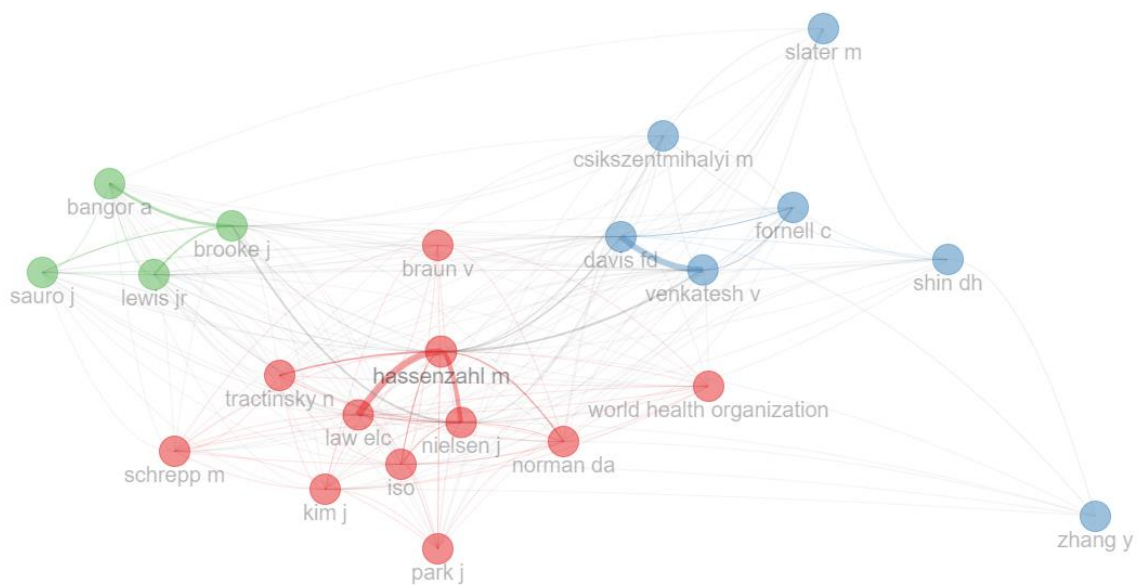 slater m
csikszentmihalyi m
bangor a
fornell c
brooke j
braun v
davis fd
shin dh
sauro j
lewis jr
venkatesh v
hassenzahl m
tractinsky n
world health organization
law elc
nielsen j
norman da
schrepp m
iso
kim j
zhang y
park j